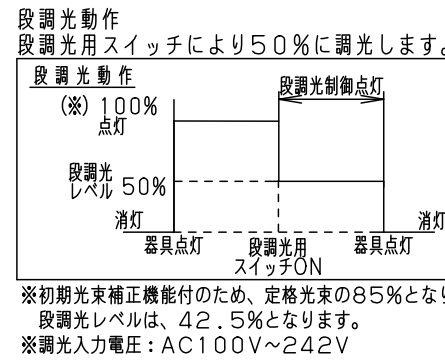 段調光動作
段調光用スイッチにより50%に調光します。
段調光動作
(※) 100%
点灯
段調光制御点灯
段調光
レベル 50%
消灯
消灯
器具点灯
段調光用
スイッチON
器具点灯
※初期光束補正機能付のため、定格光束の85%となり
段調光レベルは、42.5%となります。
※調光入力電圧：AC100V～242V